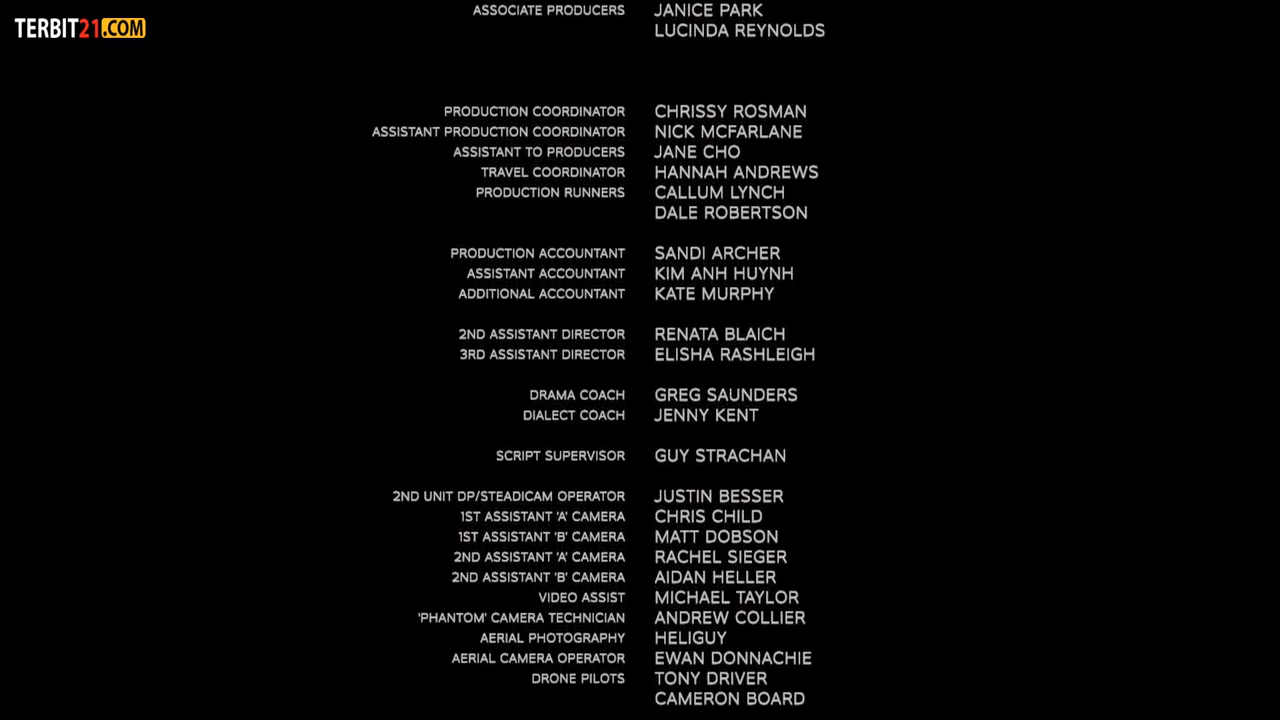 TERBIT21.COM
ASSOCIATE PRODUCERS JANICE PARK
LUCINDA REYNOLDS
PRODUCTION COORDINATOR CHRISSY ROSMAN
ASSISTANT PRODUCTION COORDINATOR NICK MCFARLANE
ASSISTANT TO PRODUCERS JANE CHO
TRAVEL COORDINATOR HANNAH ANDREWS
PRODUCTION RUNNERS CALLUM LYNCH
DALE ROBERTSON
PRODUCTION ACCOUNTANT SANDI ARCHER
ASSISTANT ACCOUNTANT KIM ANH HUYNH
ADDITIONAL ACCOUNTANT KATE MURPHY
2ND ASSISTANT DIRECTOR RENATA BLAICH
3RD ASSISTANT DIRECTOR ELISHA RASHLEIGH
DRAMA COACH GREG SAUNDERS
DIALECT COACH JENNY KENT
SCRIPT SUPERVISOR GUY STRACHAN
2ND UNIT DP/STEADICAM OPERATOR JUSTIN BESSER
1ST ASSISTANT 'A' CAMERA CHRIS CHILD
1ST ASSISTANT 'B' CAMERA MATT DOBSON
2ND ASSISTANT 'A' CAMERA RACHEL SIEGER
2ND ASSISTANT 'B' CAMERA AIDAN HELLER
VIDEO ASSIST MICHAEL TAYLOR
'PHANTOM' CAMERA TECHNICIAN ANDREW COLLIER
AERIAL PHOTOGRAPHY HELIGUY
AERIAL CAMERA OPERATOR EWAN DONNACHIE
DRONE PILOTS TONY DRIVER
CAMERON BOARD